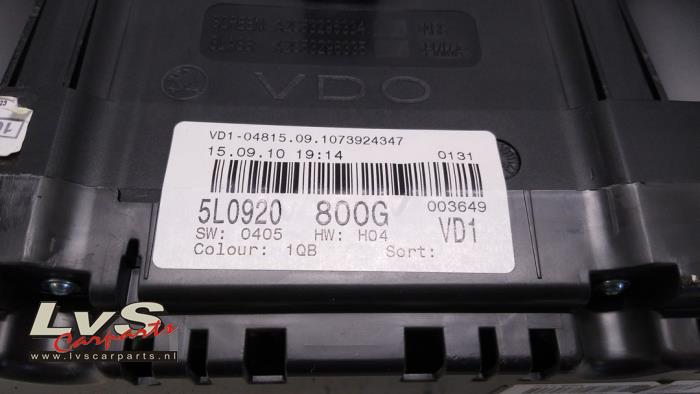 VDO
VD1-04815.09.1073924347
15.09.10 19:14 0131
5L0920 800G 003649
SW: 0405 HW: H04 VD1
Colour: 1QB Sort:
LvS
Carparts
www.lvscarparts.nl